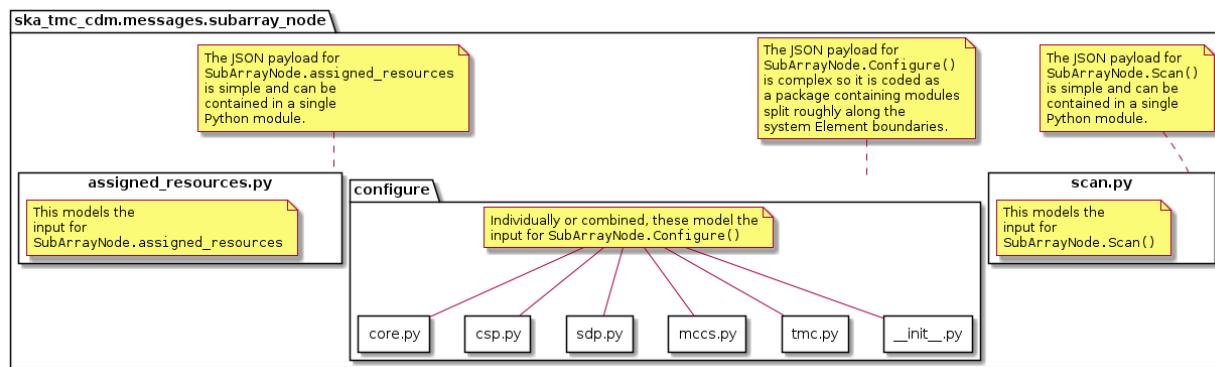 ska_tmc_cdm.messages.subarray_node
The JSON payload for
SubArrayNode.assigned_resources
is simple and can be
contained in a single
Python module.
The JSON payload for
SubArrayNode.Configure()
is complex so it is coded as
a package containing modules
split roughly along the
system Element boundaries.
The JSON payload for
SubArrayNode.Scan()
is simple and can be
contained in a single
Python module.
assigned_resources.py
This models the
input for
SubArrayNode.assigned_resources
configure
Individually or combined, these model the
input for SubArrayNode.Configure()
core.py
csp.py
sdp.py
mccs.py
tmc.py
__init__.py
scan.py
This models the
input for
SubArrayNode.Scan()